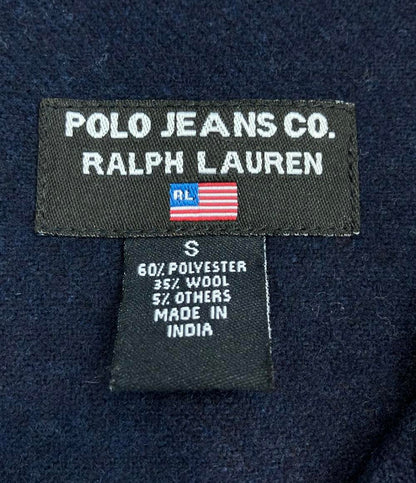 POLO JEANS CO.
RALPH LAUREN
RL
S
60% POLYESTER
35% WOOL
5% OTHERS
MADE IN
INDIA